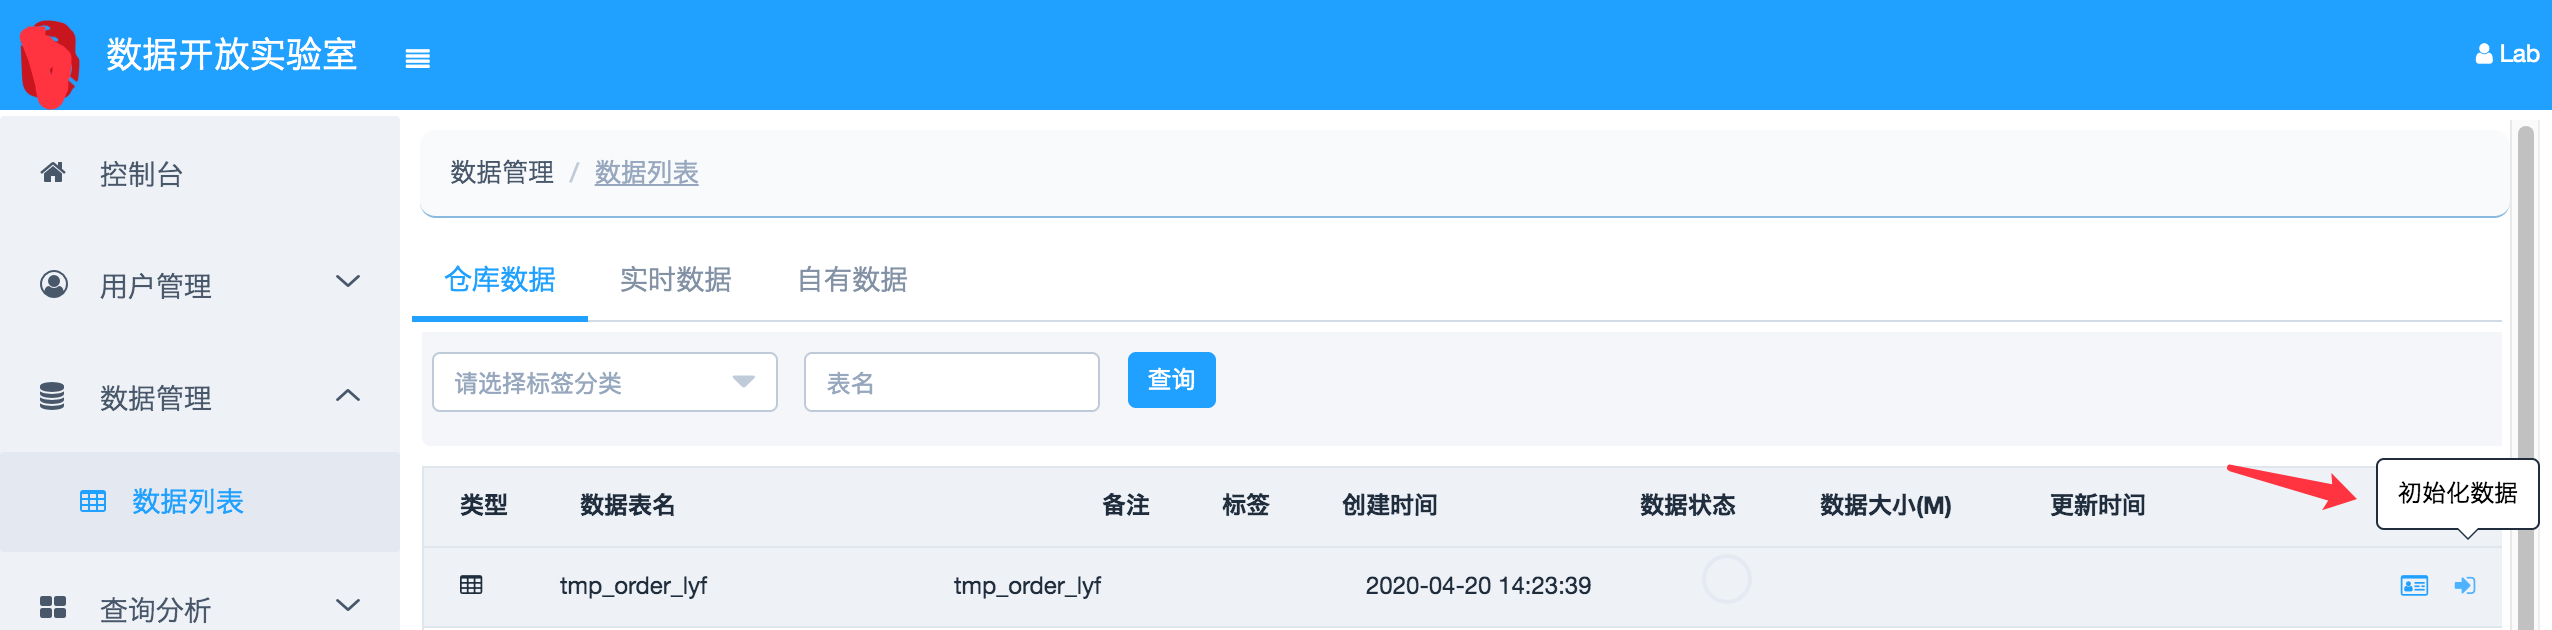 数据开放实验室
Lab
控制台
用户管理
数据管理
数据列表
查询分析
数据管理 / 数据列表
仓库数据 实时数据 自有数据
请选择标签分类 表名 查询
初始化数据
类型 数据表名 备注 标签 创建时间 数据状态 数据大小(M) 更新时间
tmp_order_lyf tmp_order_lyf 2020-04-20 14:23:39